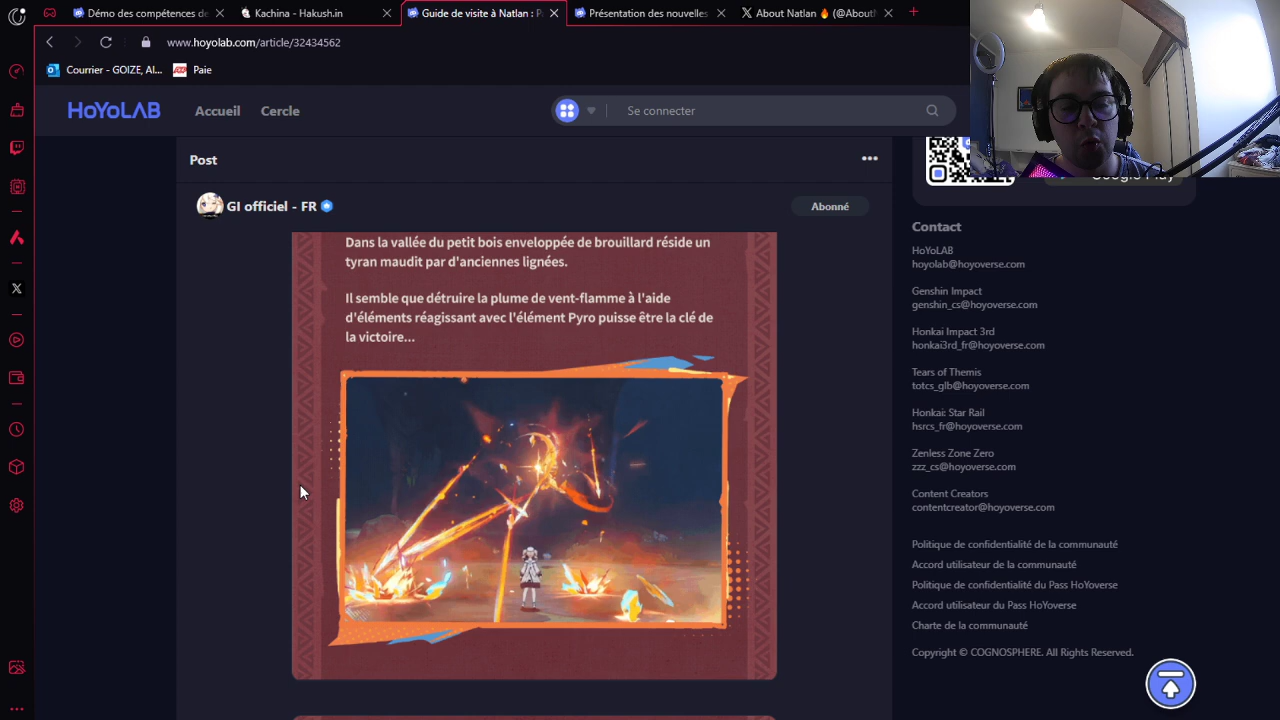 Démo des compétences de
Kachina - Hakush.in
Guide de visite à Natlan : P
Présentation des nouvelles
About Natlan 🔥 (@About
www.hoyolab.com/article/32434562
Courrier - GOIZE, Al...
Paie
HoYoLAB
Accueil
Cercle
Se connecter
Post
GI officiel - FR
Abonné
Dans la vallée du petit bois enveloppée de brouillard réside un
tyran maudit par d'anciennes lignées.
Il semble que détruire la plume de vent-flamme à l'aide
d'éléments réagissant avec l'élément Pyro puisse être la clé de
la victoire...
Google Play
Contact
HoYoLAB
hoyolab@hoyoverse.com
Genshin Impact
genshin_cs@hoyoverse.com
Honkai Impact 3rd
honkai3rd_fr@hoyoverse.com
Tears of Themis
totcs_glb@hoyoverse.com
Honkai: Star Rail
hsrcs_fr@hoyoverse.com
Zenless Zone Zero
zzz_cs@hoyoverse.com
Content Creators
contentcreator@hoyoverse.com
Politique de confidentialité de la communauté
Accord utilisateur de la communauté
Politique de confidentialité du Pass HoYoverse
Accord utilisateur du Pass HoYoverse
Charte de la communauté
Copyright © COGNOSPHERE. All Rights Reserved.